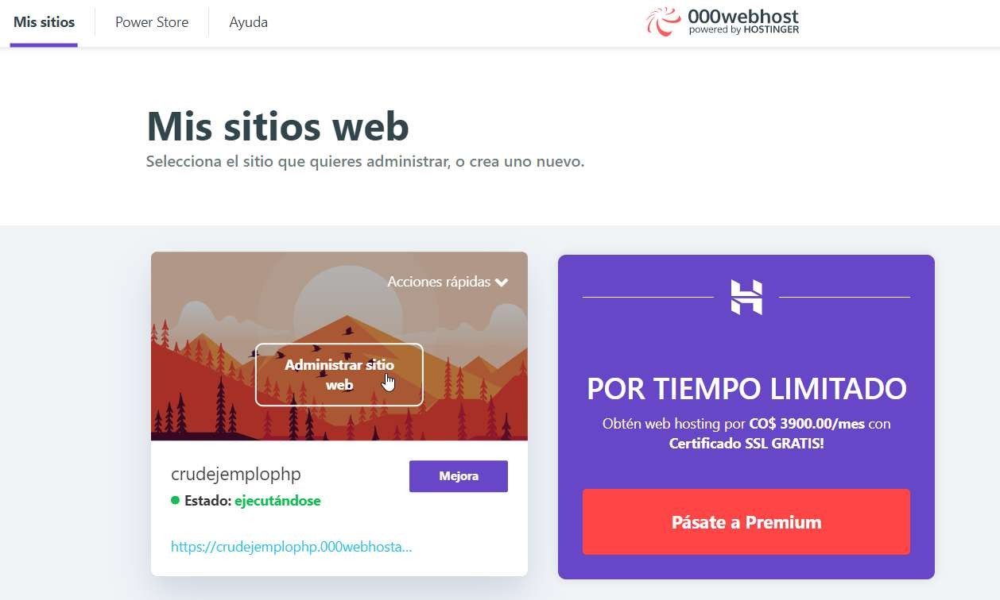 Mis sitios
Power Store
Ayuda
000webhost
powered by HOSTINGER
Mis sitios web
Selecciona el sitio que quieres administrar, o crea uno nuevo.
Acciones rápidas
Administrar sitio
web
crudejemplophp
Mejora
Estado: ejecutándose
https://crudejemplophp.000webhosta...
POR TIEMPO LIMITADO
Obtén web hosting por CO$ 3900.00/mes con
Certificado SSL GRATIS!
Pásate a Premium